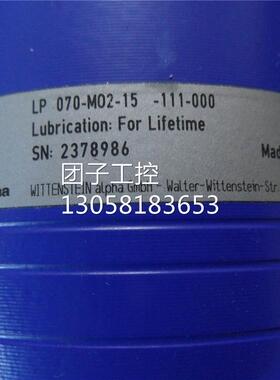 LP 070-MO2-15 -111-000
Lubrication: For Lifetime
SN: 2378986
Mad
WITTENSTEIN alpha GmbH - Walter-Wittenstein-Str.
团子工控
13058183653